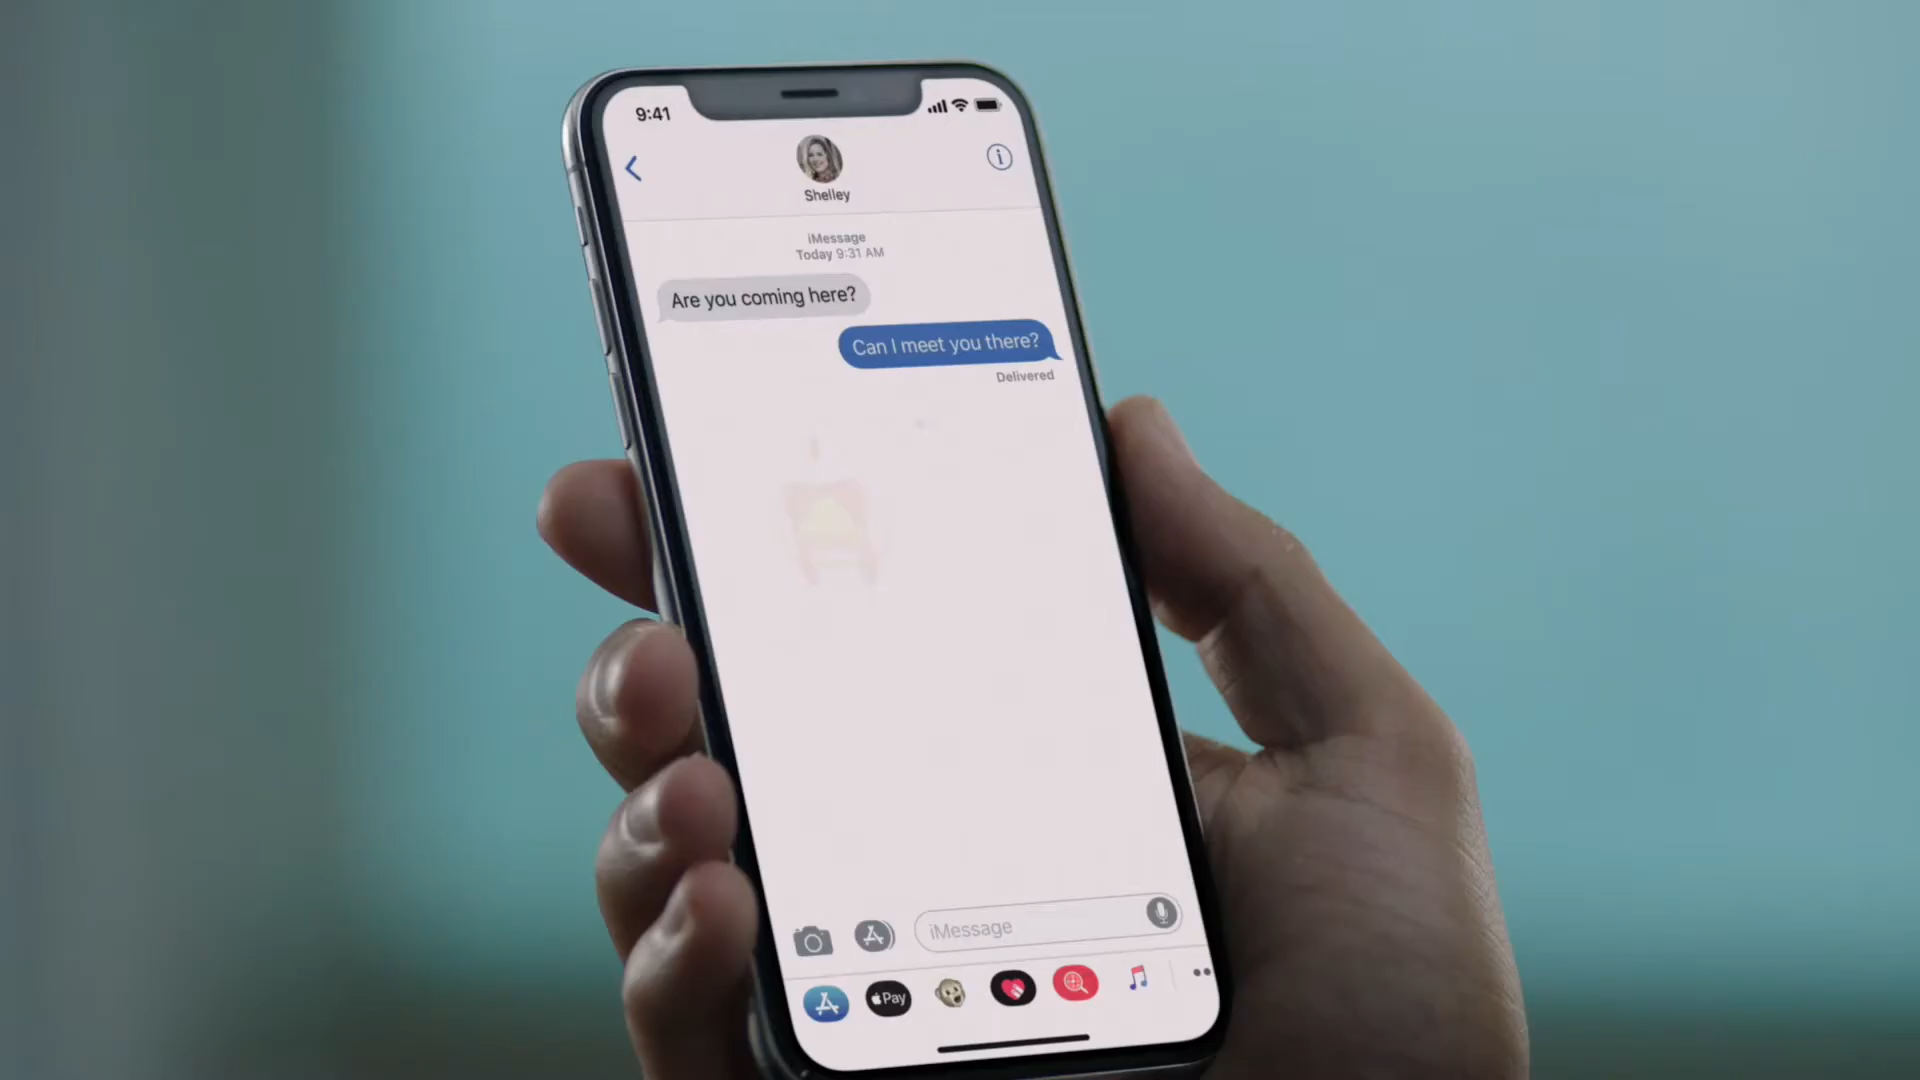 9:41
Shelley
iMessage
Today 9:31 AM
Are you coming here?
Can I meet you there?
Delivered
iMessage
Pay